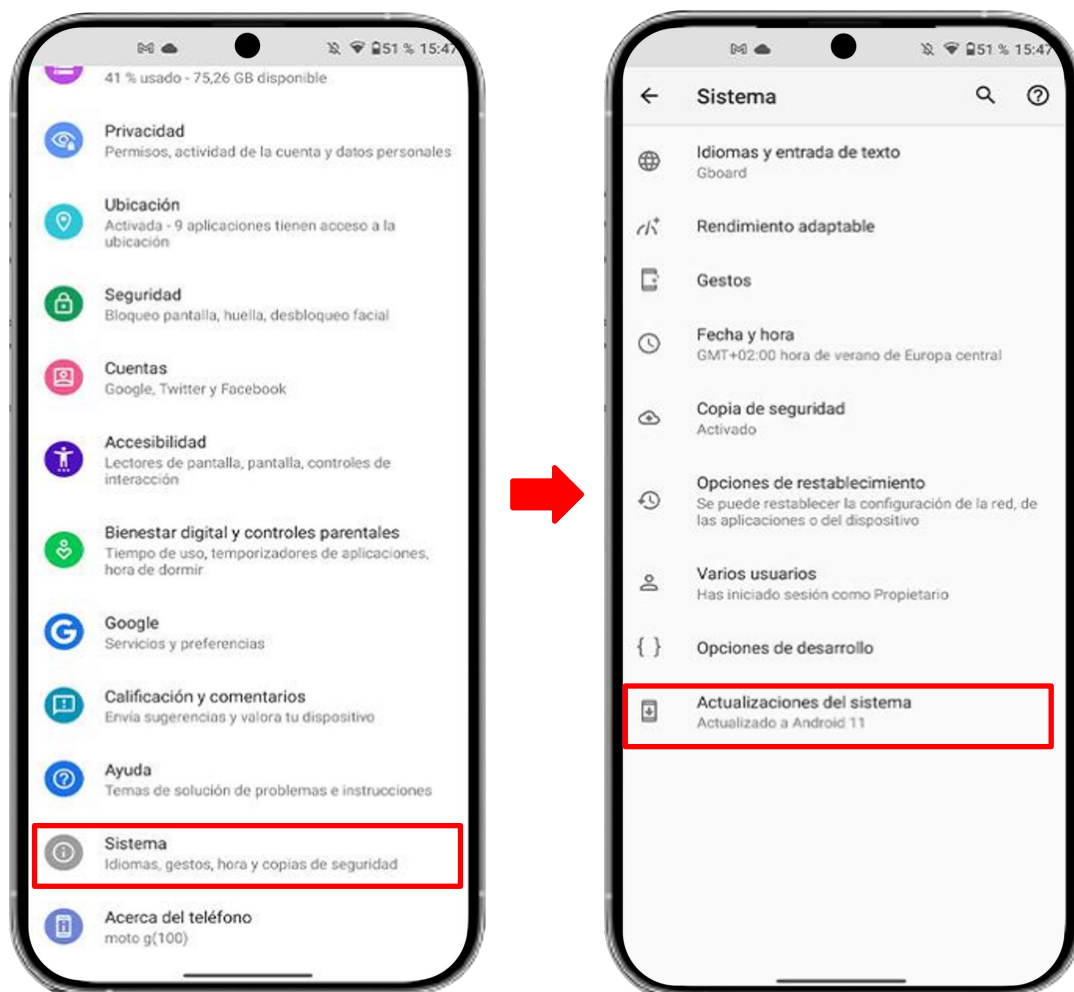 51 % 15:47
41 % usado - 75,26 GB disponible
Privacidad
Permisos, actividad de la cuenta y datos personales
Ubicación
Activada - 9 aplicaciones tienen acceso a la
ubicación
Seguridad
Bloqueo pantalla, huella, desbloqueo facial
Cuentas
Google, Twitter y Facebook
Accesibilidad
Lectores de pantalla, pantalla, controles de
interacción
Bienestar digital y controles parentales
Tiempo de uso, temporizadores de aplicaciones,
hora de dormir
Google
Servicios y preferencias
Calificación y comentarios
Envía sugerencias y valora tu dispositivo
Ayuda
Temas de solución de problemas e instrucciones
Sistema
Idiomas, gestos, hora y copias de seguridad
Acerca del teléfono
moto g(100)
51 % 15:47
Sistema
Idiomas y entrada de texto
Gboard
Rendimiento adaptable
Gestos
Fecha y hora
GMT+02:00 hora de verano de Europa central
Copia de seguridad
Activado
Opciones de restablecimiento
Se puede restablecer la configuración de la red, de
las aplicaciones o del dispositivo
Varios usuarios
Has iniciado sesión como Propietario
Opciones de desarrollo
Actualizaciones del sistema
Actualizado a Android 11